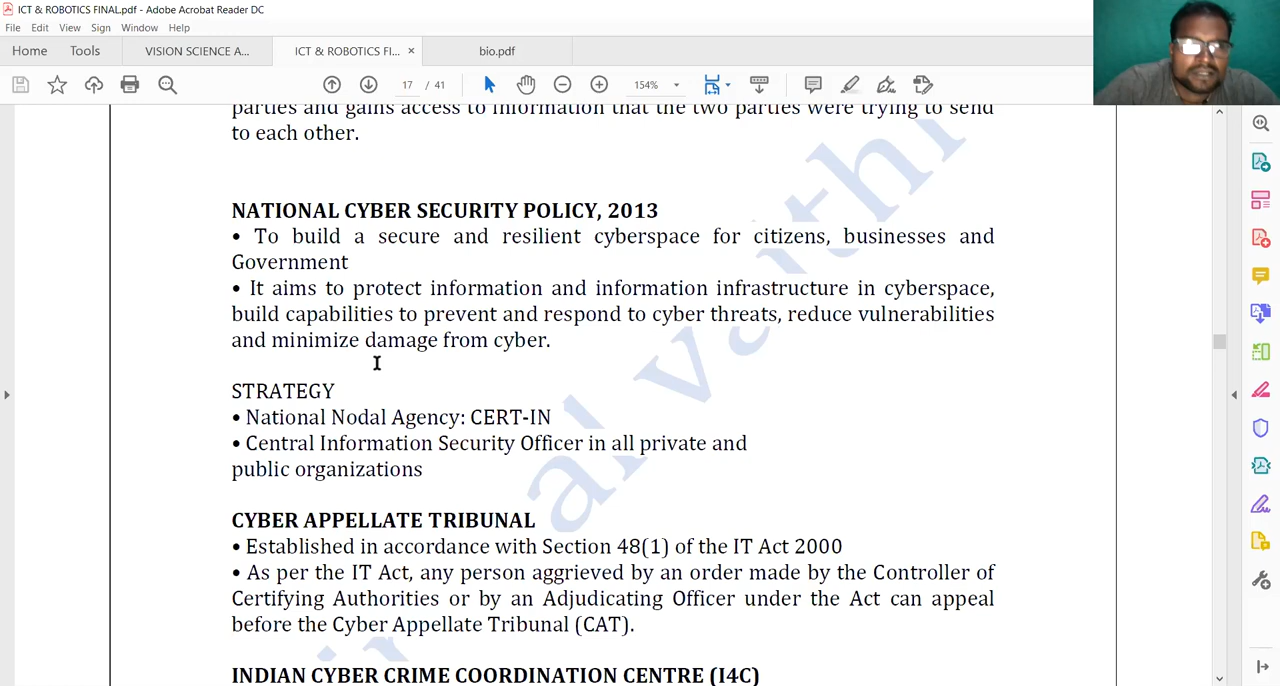 ICT & ROBOTICS FINAL.pdf - Adobe Acrobat Reader DC
File Edit View Sign Window Help
Home Tools VISION SCIENCE A... ICT & ROBOTICS FI... × bio.pdf
17 / 41 154%
parties and gains access to information that the two parties were trying to send
to each other.
NATIONAL CYBER SECURITY POLICY, 2013
• To build a secure and resilient cyberspace for citizens, businesses and
Government
• It aims to protect information and information infrastructure in cyberspace,
build capabilities to prevent and respond to cyber threats, reduce vulnerabilities
and minimize damage from cyber.
STRATEGY
• National Nodal Agency: CERT-IN
• Central Information Security Officer in all private and
public organizations
CYBER APPELLATE TRIBUNAL
• Established in accordance with Section 48(1) of the IT Act 2000
• As per the IT Act, any person aggrieved by an order made by the Controller of
Certifying Authorities or by an Adjudicating Officer under the Act can appeal
before the Cyber Appellate Tribunal (CAT).
INDIAN CYBER CRIME COORDINATION CENTRE (I4C)